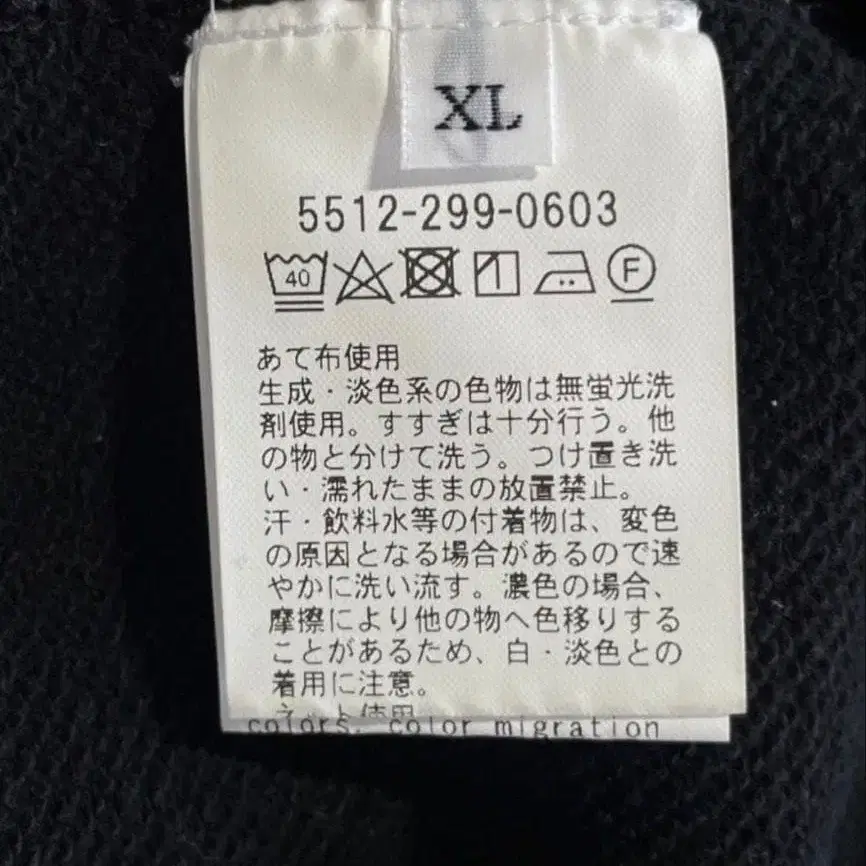 XL
5512-299-0603
40
F
あて布使用
生成・淡色系の色物は無蛍光洗
剤使用。すすぎは十分行う。他
の物と分けて洗う。つけ置き洗
い・濡れたままの放置禁止。
汗・飲料水等の付着物は、変色
の原因となる場合があるので速
やかに洗い流す。濃色の場合、
摩擦により他の物へ色移りする
ことがあるため、白・淡色との
着用に注意。
ネット使用
colors, color migration